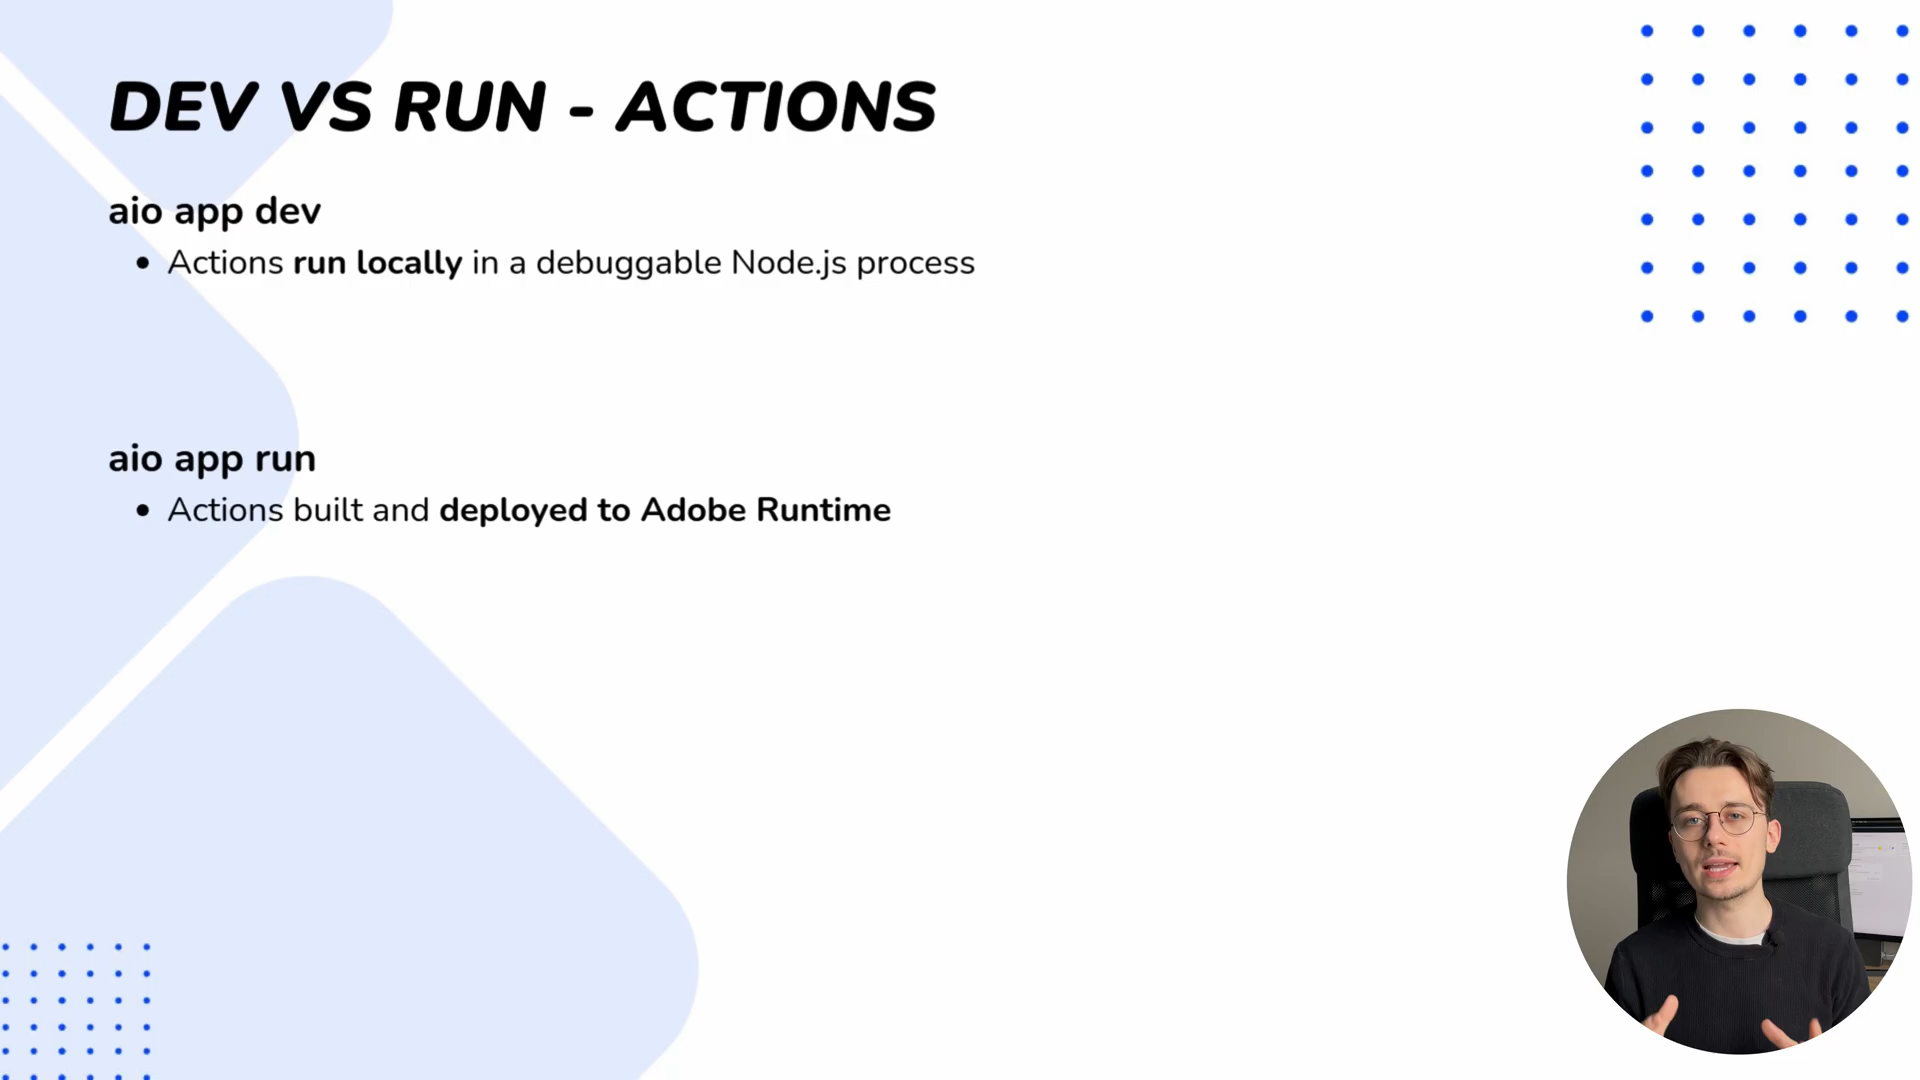 DEV VS RUN - ACTIONS
aio app dev
• Actions run locally in a debuggable Node.js process
aio app run
• Actions built and deployed to Adobe Runtime